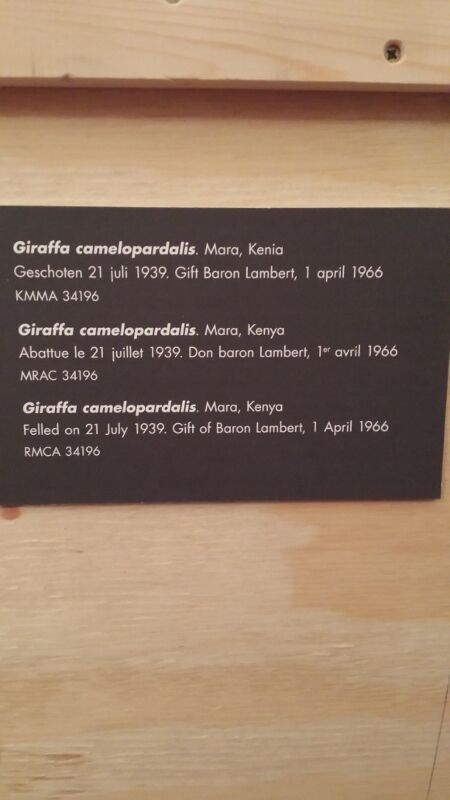 Giraffa camelopardalis. Mara, Kenia
Geschoten 21 juli 1939. Gift Baron Lambert, 1 april 1966
KMMA 34196
Giraffa camelopardalis. Mara, Kenya
Abattue le 21 juillet 1939. Don baron Lambert, 1er avril 1966
MRAC 34196
Giraffa camelopardalis. Mara, Kenya
Felled on 21 July 1939. Gift of Baron Lambert, 1 April 1966
RMCA 34196